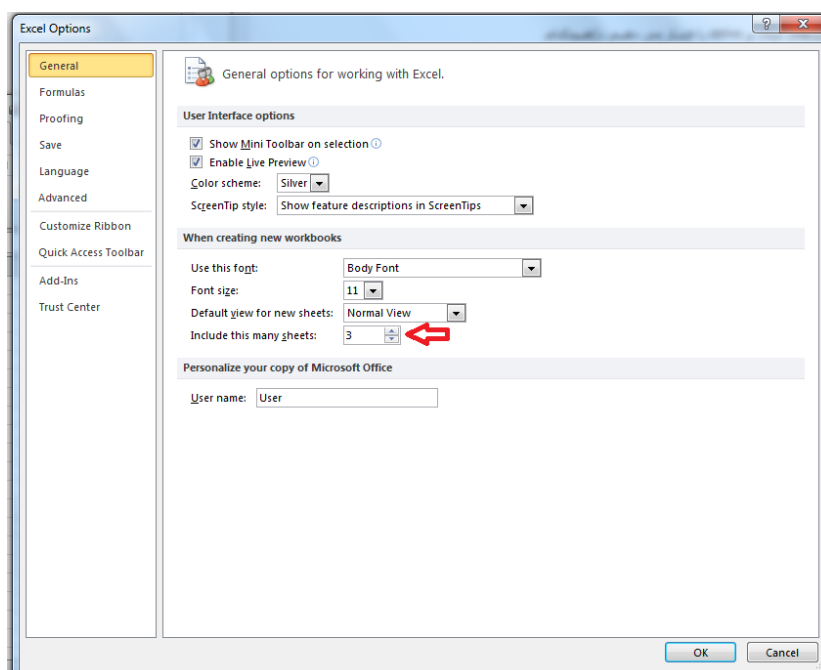 Excel Options
General
Formulas
Proofing
Save
Language
Advanced
Customize Ribbon
Quick Access Toolbar
Add-Ins
Trust Center
General options for working with Excel.
User Interface options
Show Mini Toolbar on selection
Enable Live Preview
Color scheme: Silver
ScreenTip style: Show feature descriptions in ScreenTips
When creating new workbooks
Use this font: Body Font
Font size: 11
Default view for new sheets: Normal View
Include this many sheets: 3
Personalize your copy of Microsoft Office
User name: User
OK Cancel